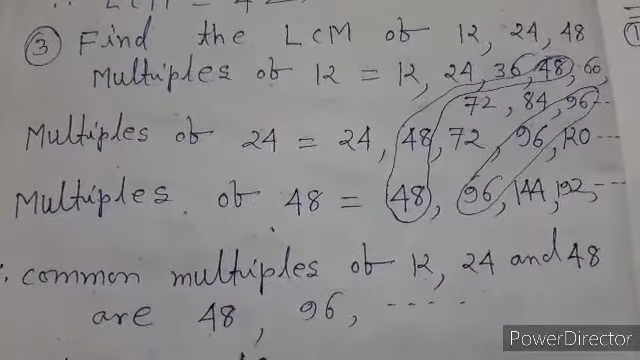 ③ Find the LCM of 12, 24, 48
Multiples of 12 = 12, 24, 36, 48, 60,
72, 84, 96...
Multiples of 24 = 24, 48, 72, 96, 120 ...
Multiples of 48 = 48, 96, 144, 192, ...
∴ common multiples of 12, 24 and 48
are 48, 96, .....
PowerDirector